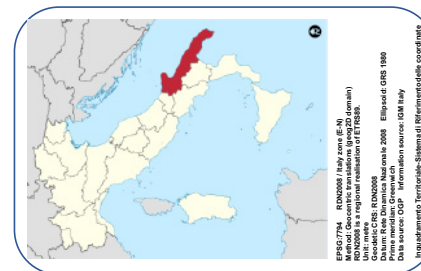 EPSG:7794 RDN2008 / Italy zone (E-N)
Method: Geocentric translations (geog2D domain)
RDN2008 is a regional realisation of ETRS89.
Unit: metre
Geodetic CRS: RDN2008
Datum: Rete Dinamica Nazionale 2008 Ellipsoid: GRS 1980
Prime meridian: Greenwich
Data source: OGP Information source: IGM Italy
Inquadramento Territoriale-Sistema di Riferimento delle coordinate